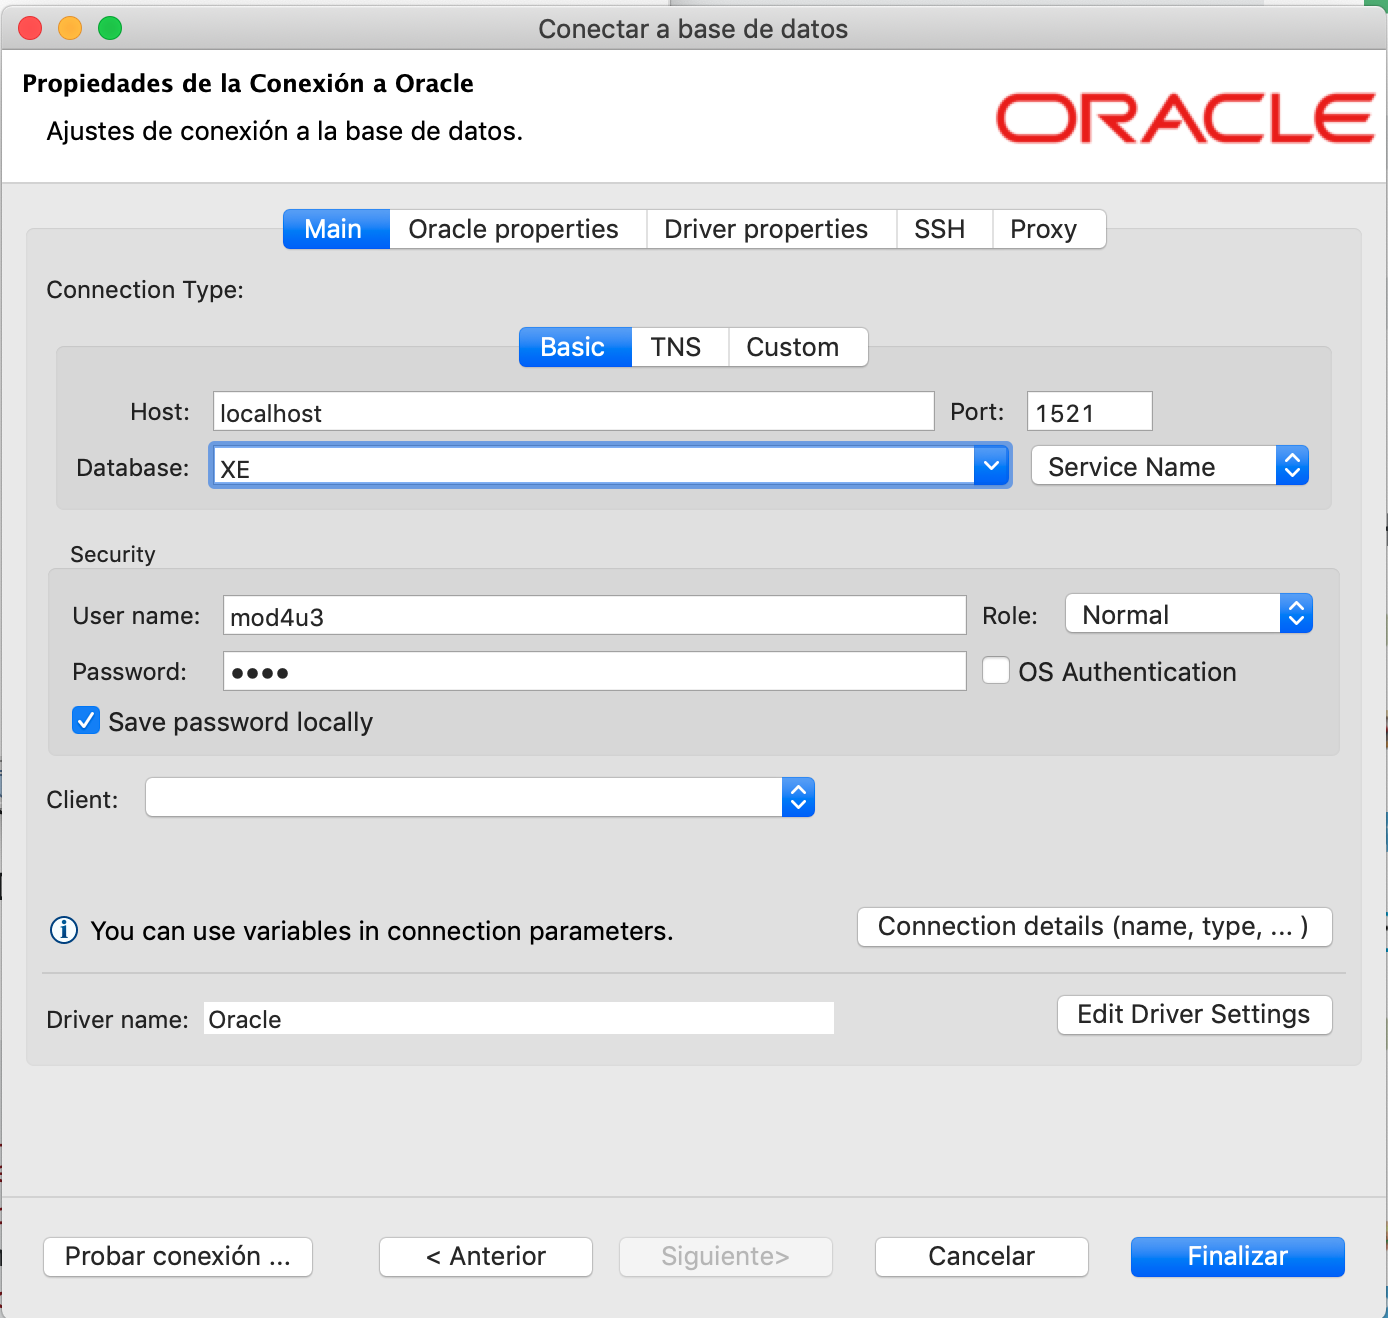 Conectar a base de datos
Propiedades de la Conexión a Oracle
Ajustes de conexión a la base de datos.
ORACLE
Main Oracle properties Driver properties SSH Proxy
Connection Type:
Basic TNS Custom
Host: localhost Port: 1521
Database: XE Service Name
Security
User name: mod4u3 Role: Normal
Password: ●●●● OS Authentication
Save password locally
Client:
You can use variables in connection parameters. Connection details (name, type, ... )
Driver name: Oracle Edit Driver Settings
Probar conexión ... < Anterior Siguiente> Cancelar Finalizar